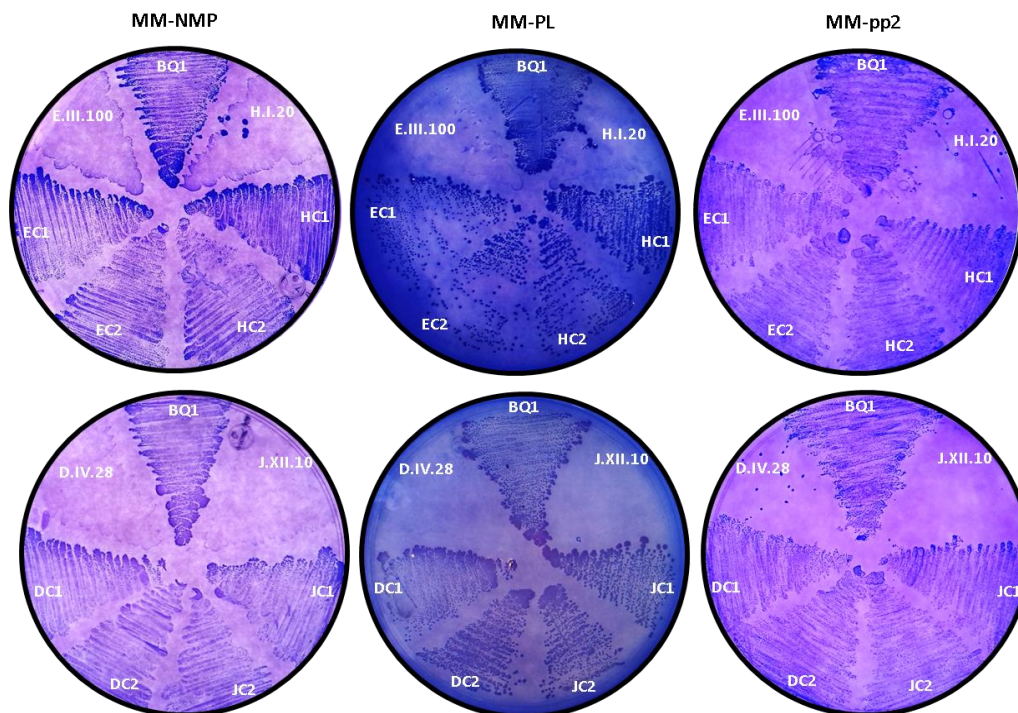 MM-NMP
MM-PL
MM-pp2
BQ1
E.III.100
H.I.20
EC1
HC1
EC2
HC2
BQ1
E.III.100
H.I.20
EC1
HC1
EC2
HC2
BQ1
E.III.100
H.I.20
EC1
HC1
EC2
HC2
BQ1
D.IV.28
J.XII.10
DC1
JC1
DC2
JC2
BQ1
D.IV.28
J.XII.10
DC1
JC1
DC2
JC2
BQ1
D.IV.28
J.XII.10
DC1
JC1
DC2
JC2